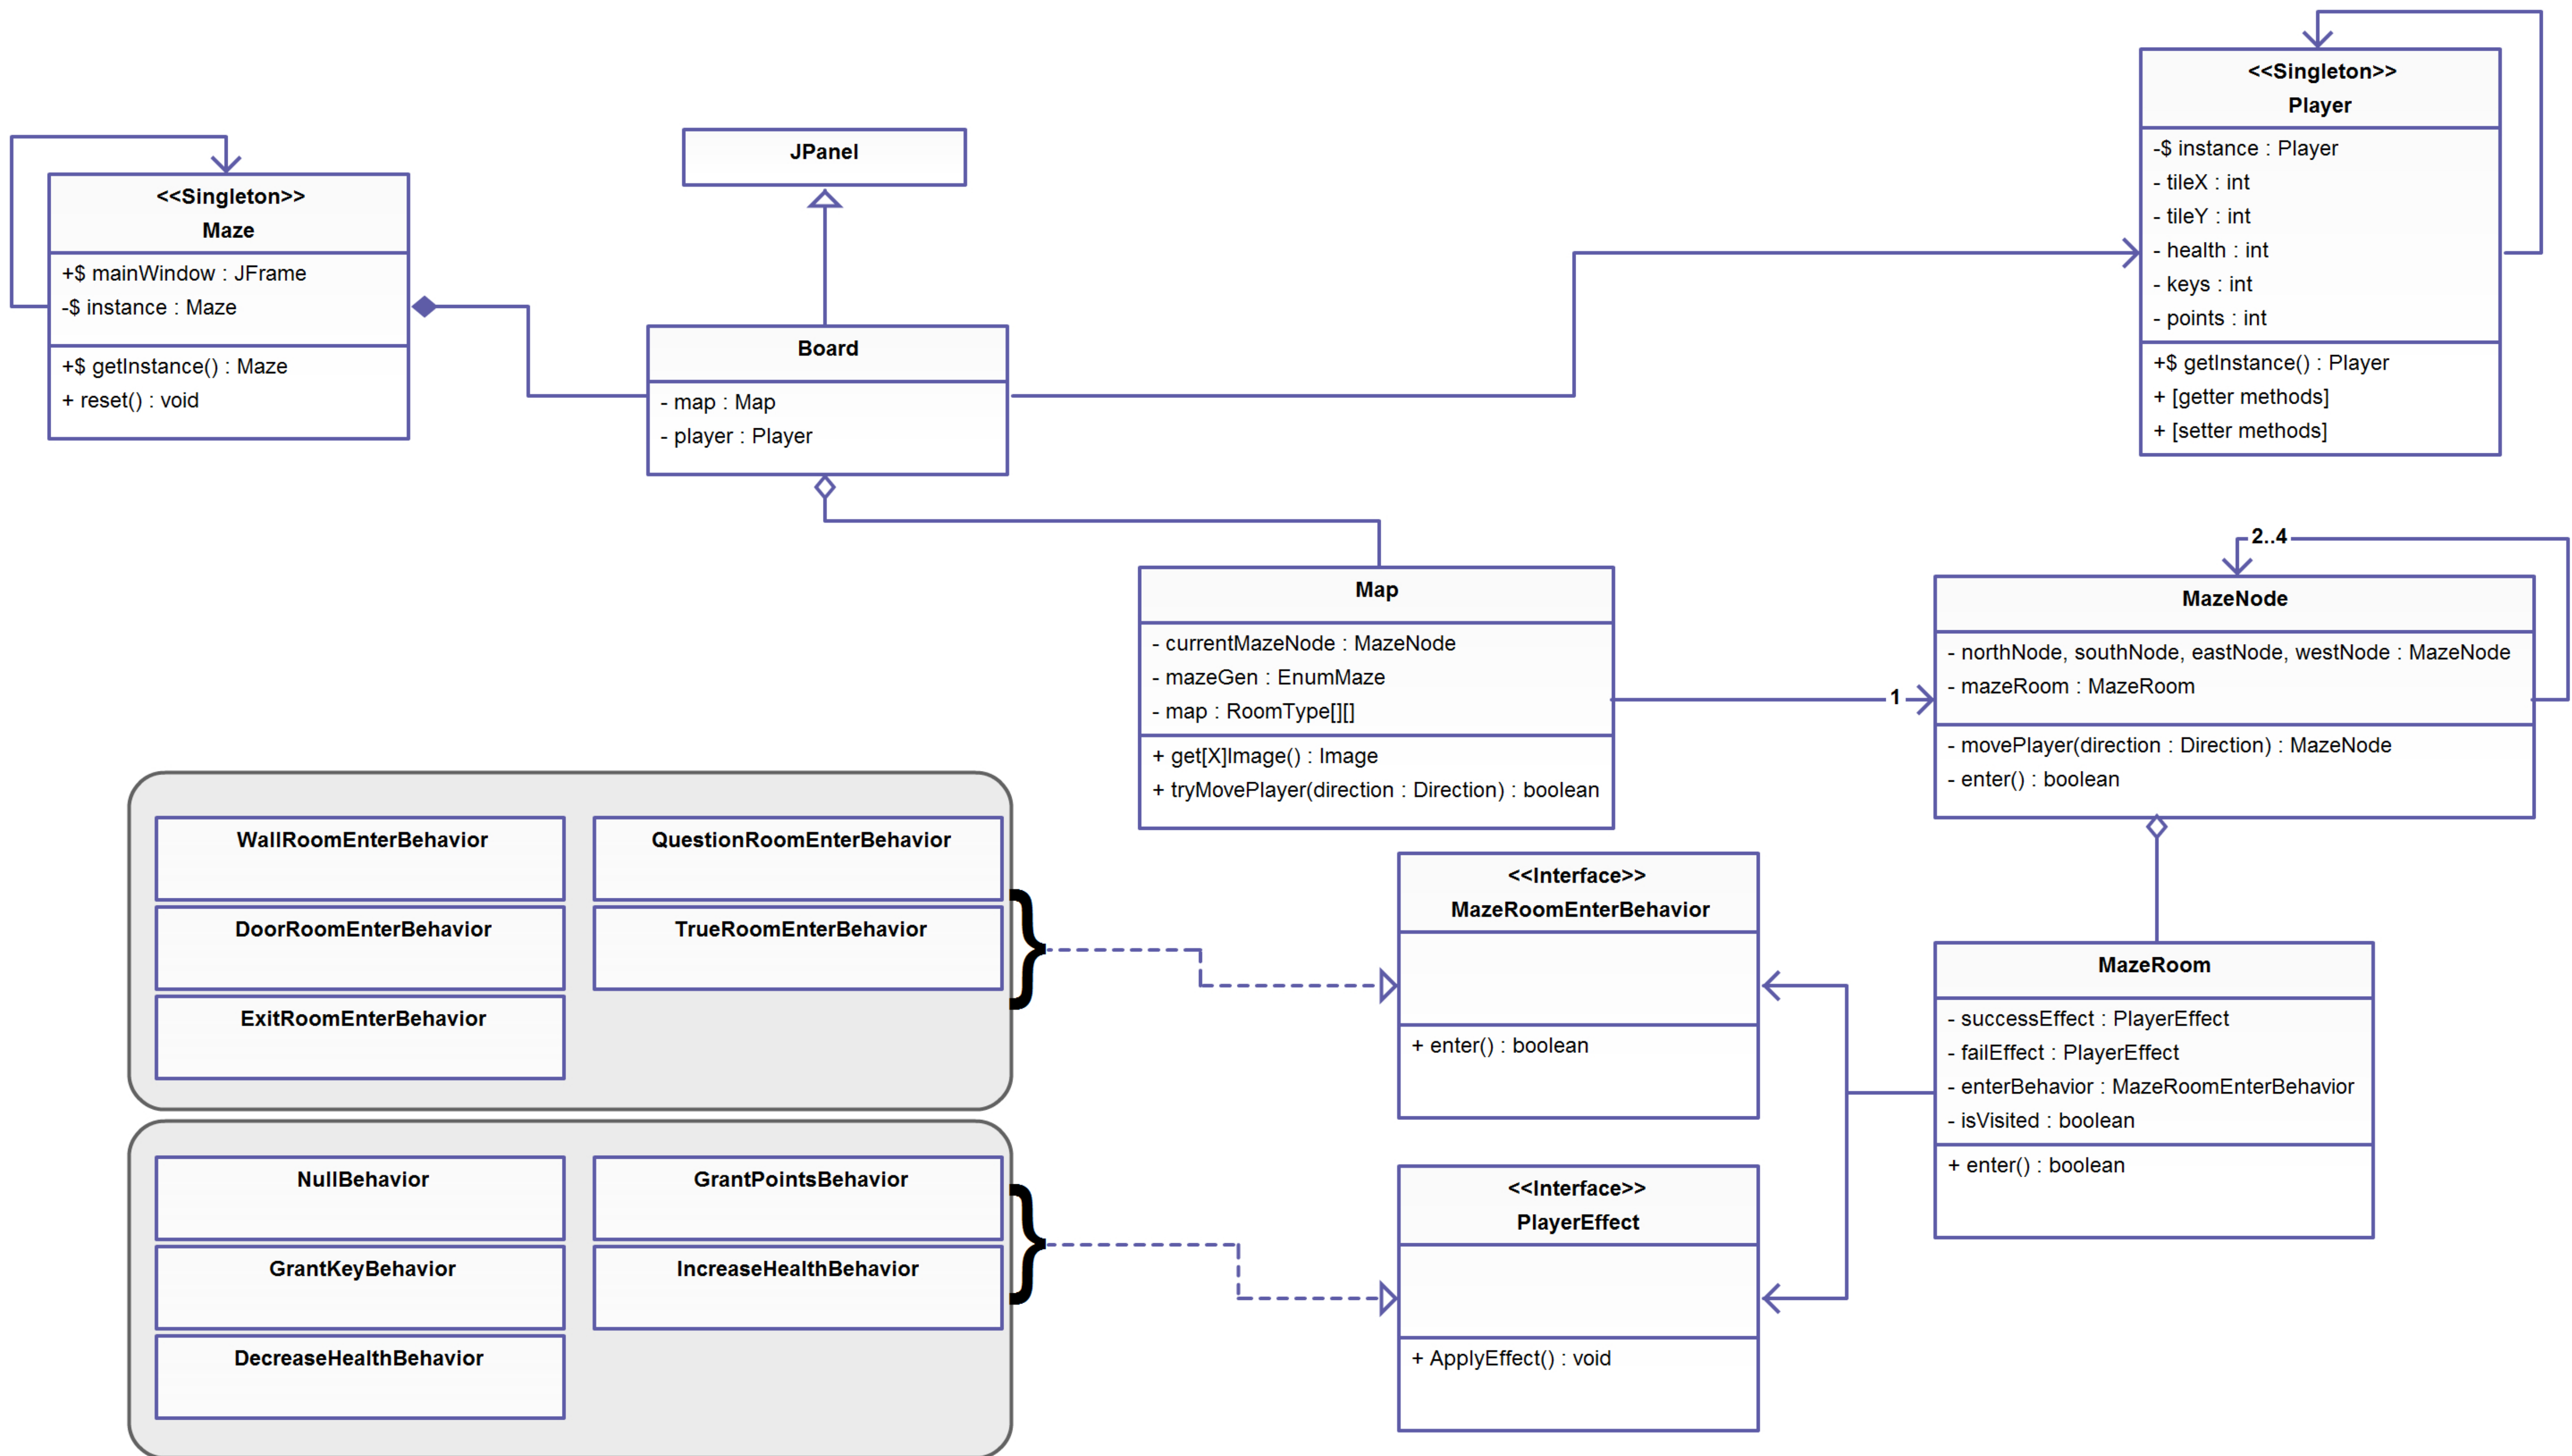 <<Singleton>>
Player
-$ instance : Player
- tileX : int
- tileY : int
- health : int
- keys : int
- points : int
+$ getInstance() : Player
+ [getter methods]
+ [setter methods]
JPanel
<<Singleton>>
Maze
+$ mainWindow : JFrame
-$ instance : Maze
+$ getInstance() : Maze
+ reset() : void
Board
- map : Map
- player : Player
Map
- currentMazeNode : MazeNode
- mazeGen : EnumMaze
- map : RoomType[][]
+ get[X]Image() : Image
+ tryMovePlayer(direction : Direction) : boolean
1
2..4
MazeNode
- northNode, southNode, eastNode, westNode : MazeNode
- mazeRoom : MazeRoom
- movePlayer(direction : Direction) : MazeNode
- enter() : boolean
WallRoomEnterBehavior
QuestionRoomEnterBehavior
DoorRoomEnterBehavior
TrueRoomEnterBehavior
ExitRoomEnterBehavior
}
<<Interface>>
MazeRoomEnterBehavior
+ enter() : boolean
MazeRoom
- successEffect : PlayerEffect
- failEffect : PlayerEffect
- enterBehavior : MazeRoomEnterBehavior
- isVisited : boolean
+ enter() : boolean
NullBehavior
GrantPointsBehavior
GrantKeyBehavior
IncreaseHealthBehavior
DecreaseHealthBehavior
}
<<Interface>>
PlayerEffect
+ ApplyEffect() : void